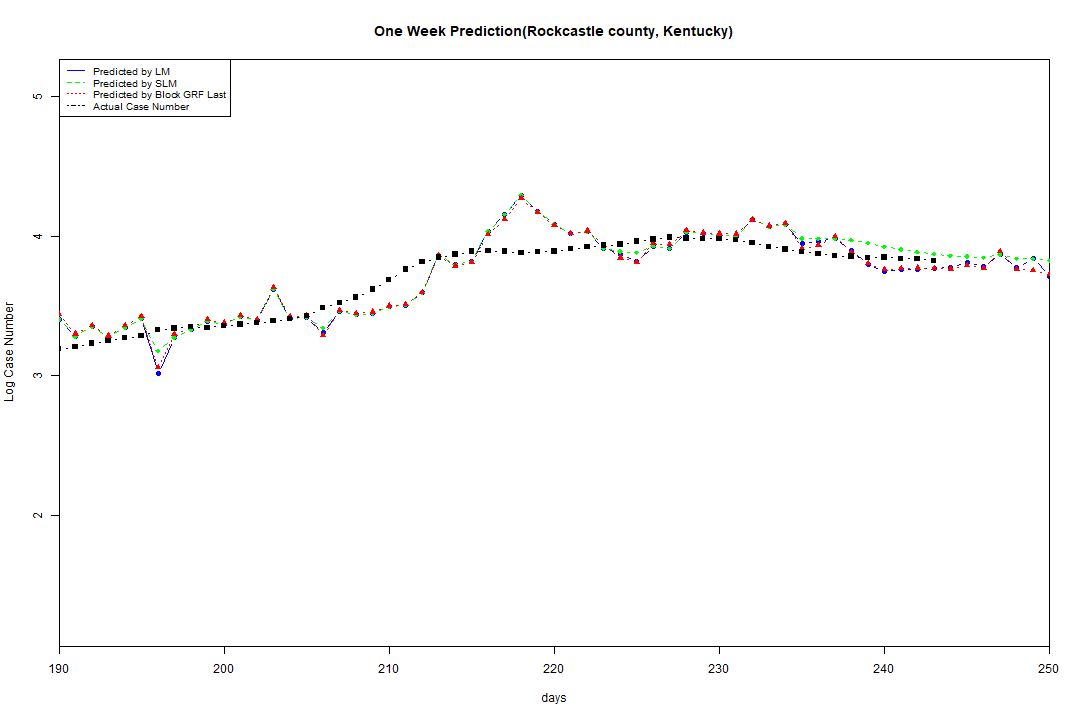 One Week Prediction(Rockcastle county, Kentucky)
Predicted by LM
Predicted by SLM
Predicted by Block GRF Last
Actual Case Number
5
4
3
2
Log Case Number
190 200 210 220 230 240 250
days